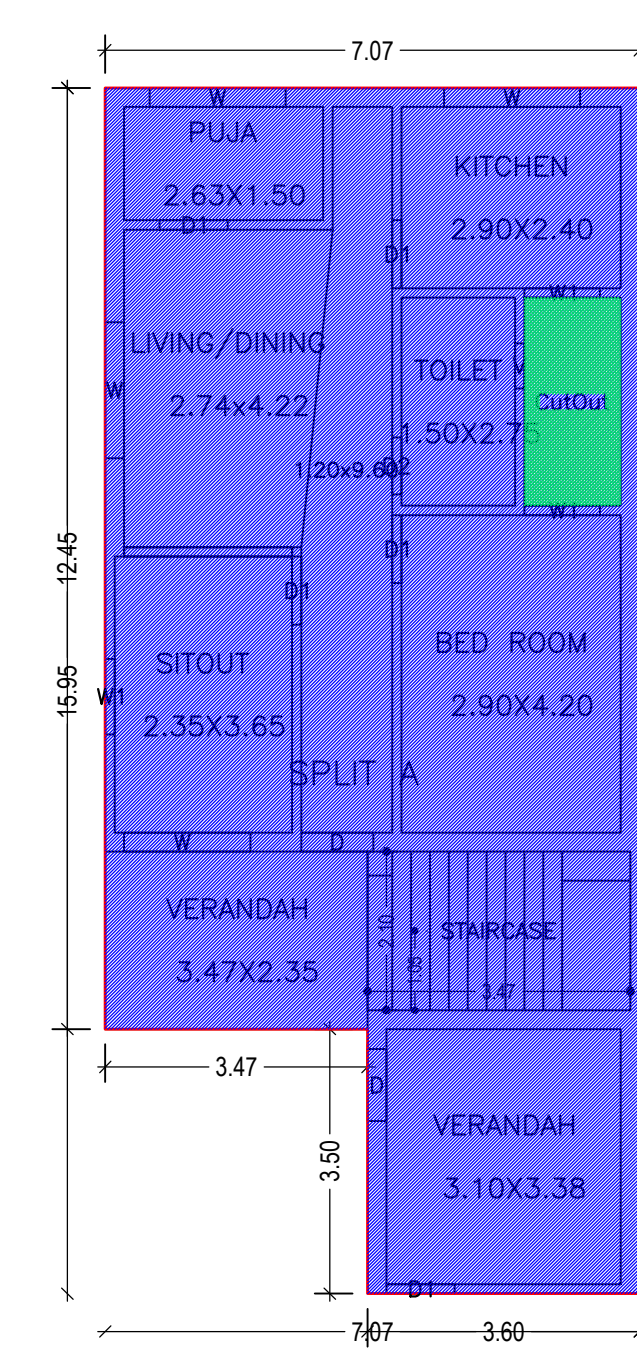 7.07
W
W
PUJA
2.63X1.50
KITCHEN
2.90X2.40
D1
D1
W1
LIVING/DINING
2.74x4.22
W
TOILET
1.50X2.75
CutOut
1.20x9.60
D2
W1
D1
12.45
15.95
D1
SITOUT
2.35X3.65
BED ROOM
2.90X4.20
W1
SPLIT A
W
D
VERANDAH
3.47X2.35
2.10
1.05
STAIRCASE
3.47
3.47
3.50
D
VERANDAH
3.10X3.38
D1
7.07
3.60